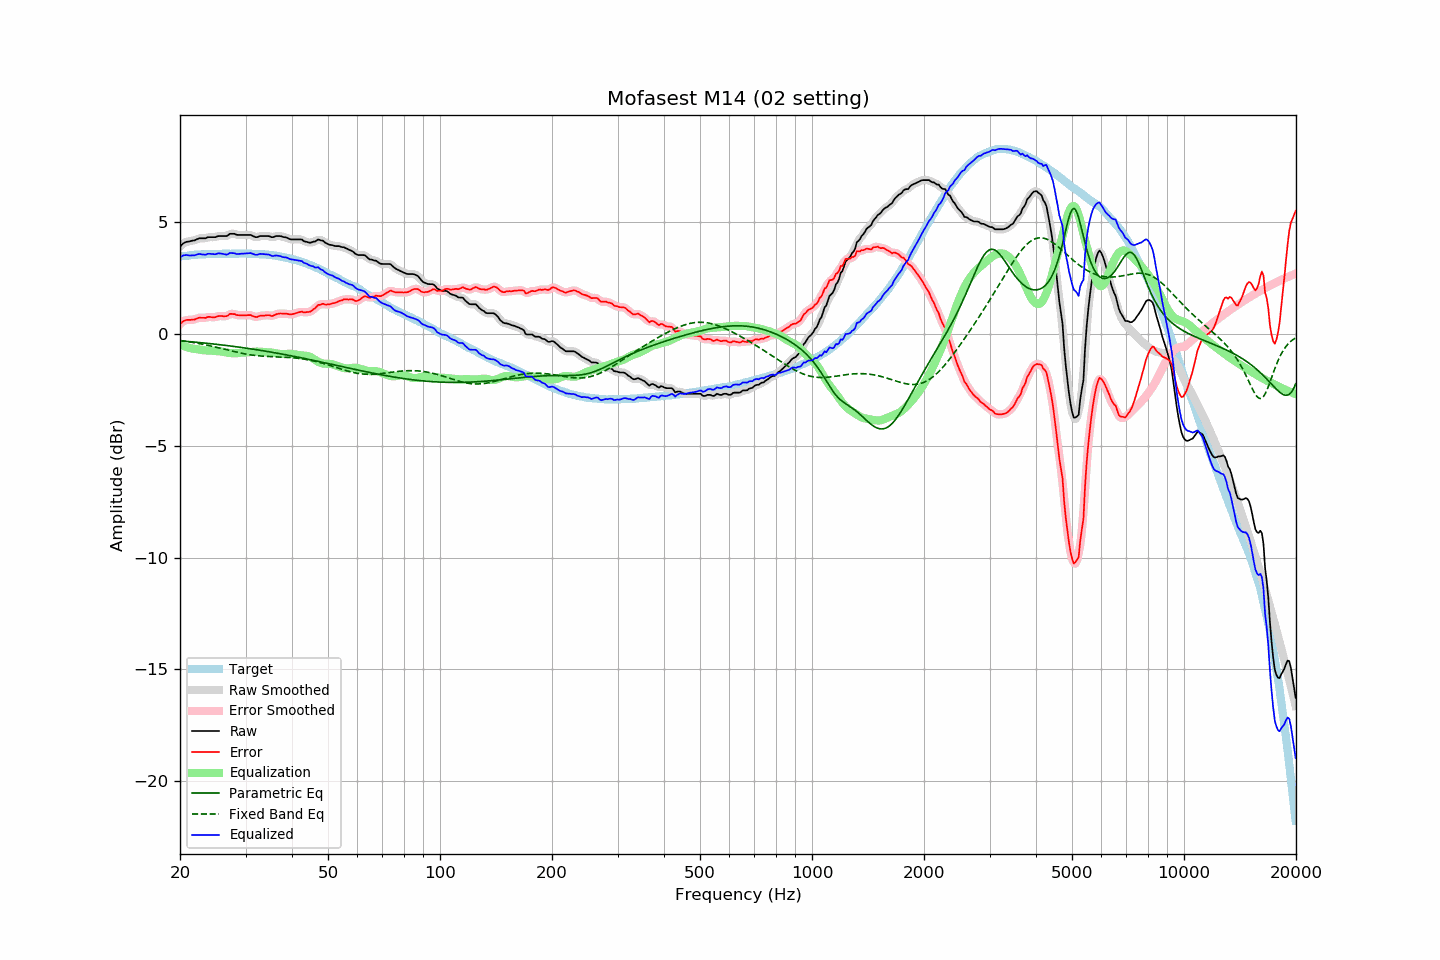 Mofasest M14 (02 setting)
Amplitude (dBr)
5
0
−5
−10
−15
−20
Target
Raw Smoothed
Error Smoothed
Raw
Error
Equalization
Parametric Eq
Fixed Band Eq
Equalized
20 50 100 200 500 1000 2000 5000 10000 20000
Frequency (Hz)